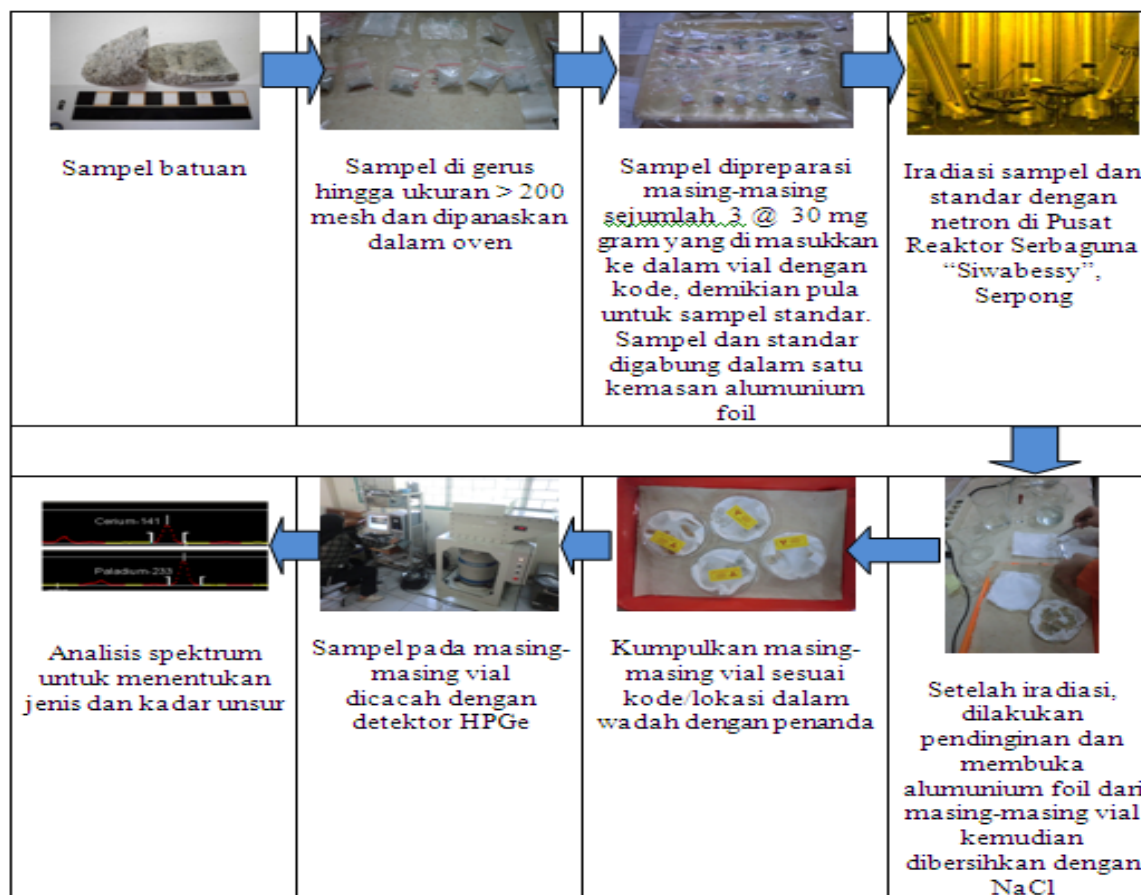 Sampel batuan
Sampel di gerus
hingga ukuran > 200
mesh dan dipanaskan
dalam oven
Sampel dipreparasi
masing-masing
sejumlah 3 @ 30 mg
gram yang di masukkan
ke dalam vial dengan
kode, demikian pula
untuk sampel standar.
Sampel dan standar
digabung dalam satu
kemasan alumunium
foil
Iradiasi sampel dan
standar dengan
netron di Pusat
Reaktor Serbaguna
“Siwabessy”,
Serpong
Cerium-141
Paladium-233
Analisis spektrum
untuk menentukan
jenis dan kadar unsur
Sampel pada masing-
masing vial
dicacah dengan
detektor HPGe
Kumpulkan masing-
masing vial sesuai
kode/lokasi dalam
wadah dengan penanda
Setelah iradiasi,
dilakukan
pendinginan dan
membuka
alumunium foil dari
masing-masing vial
kemudian
dibersihkan dengan
NaCl